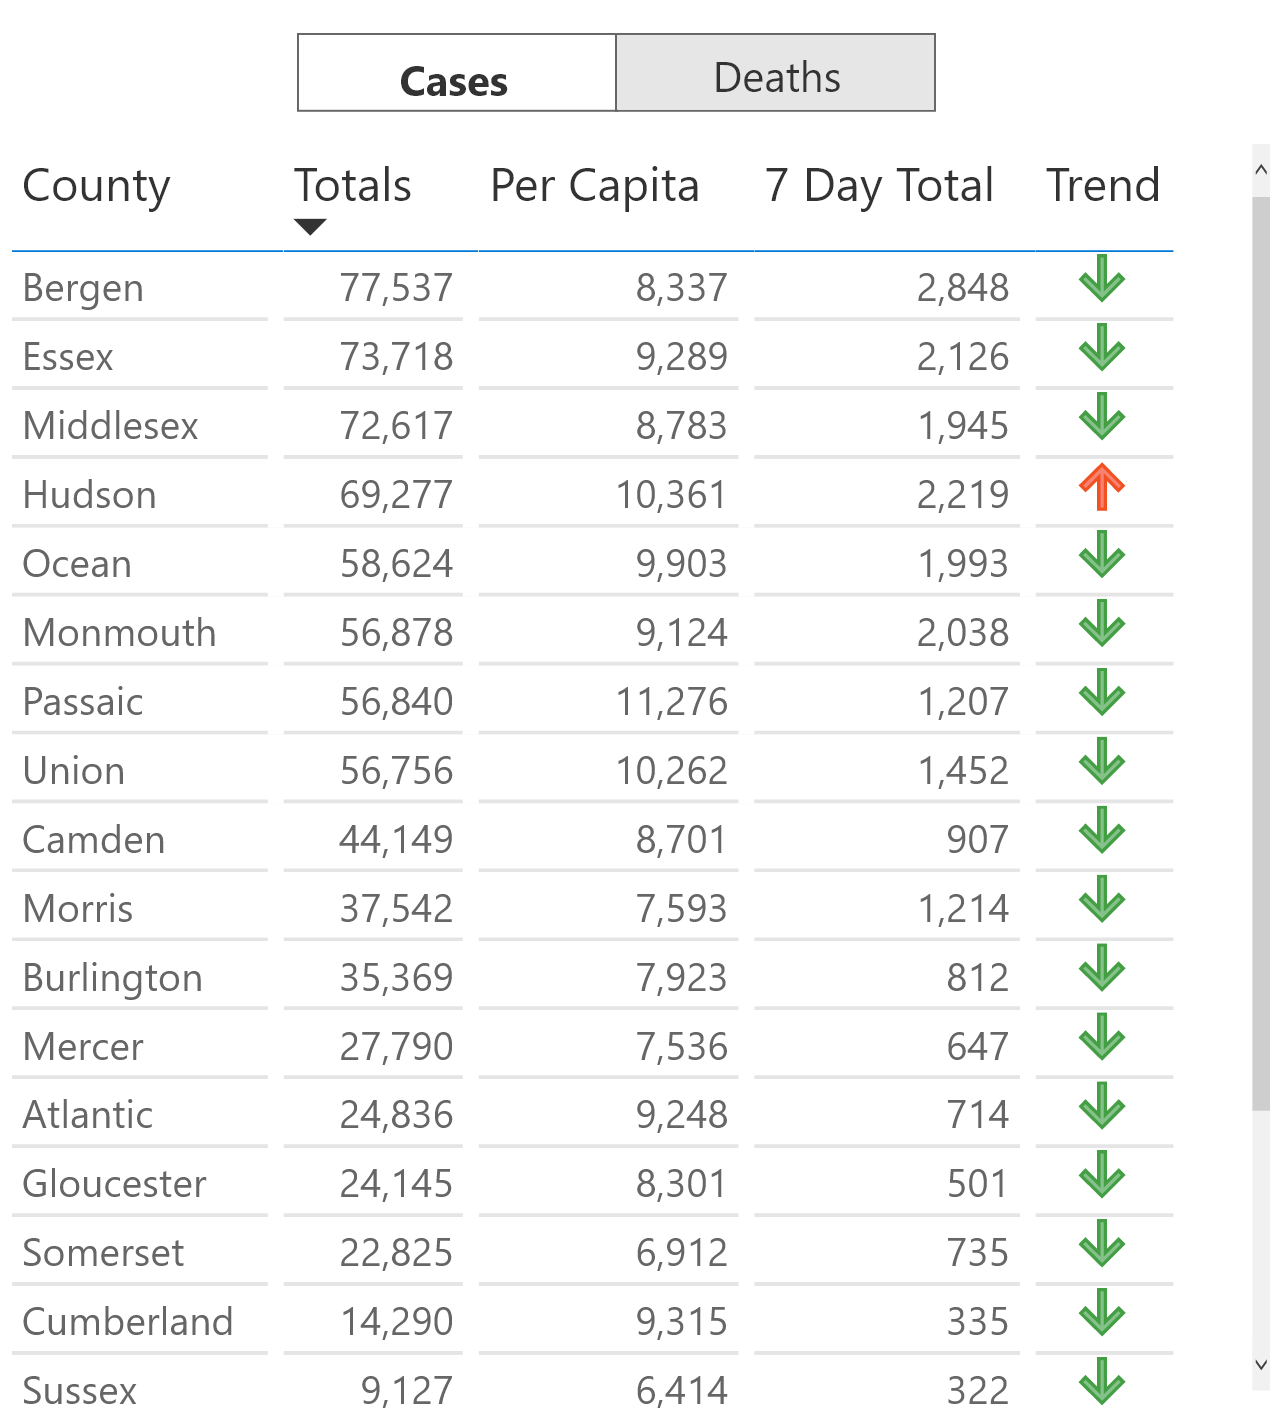 Cases Deaths
County Totals Per Capita 7 Day Total Trend
Bergen 77,537 8,337 2,848
Essex 73,718 9,289 2,126
Middlesex 72,617 8,783 1,945
Hudson 69,277 10,361 2,219
Ocean 58,624 9,903 1,993
Monmouth 56,878 9,124 2,038
Passaic 56,840 11,276 1,207
Union 56,756 10,262 1,452
Camden 44,149 8,701 907
Morris 37,542 7,593 1,214
Burlington 35,369 7,923 812
Mercer 27,790 7,536 647
Atlantic 24,836 9,248 714
Gloucester 24,145 8,301 501
Somerset 22,825 6,912 735
Cumberland 14,290 9,315 335
Sussex 9,127 6,414 322